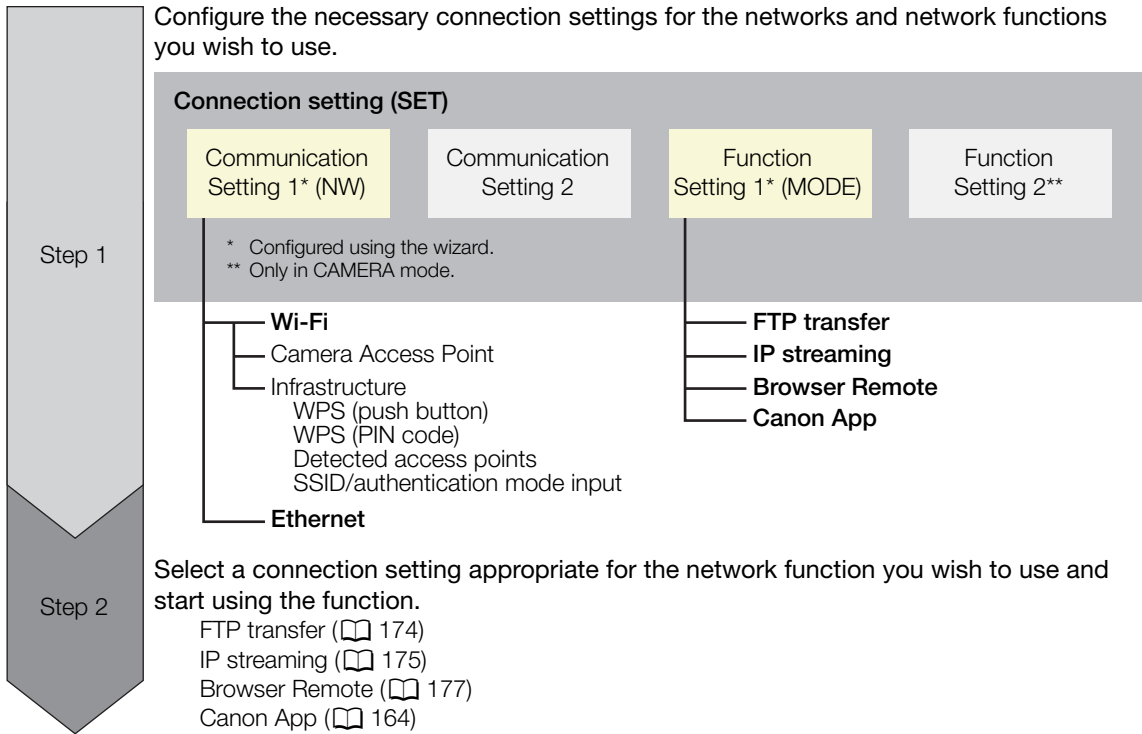 Configure the necessary connection settings for the networks and network functions
you wish to use.
Connection setting (SET)
Communication
Setting 1* (NW)
Communication
Setting 2
Function
Setting 1* (MODE)
Function
Setting 2**
Step 1
* Configured using the wizard.
** Only in CAMERA mode.
Wi-Fi
Camera Access Point
Infrastructure
WPS (push button)
WPS (PIN code)
Detected access points
SSID/authentication mode input
Ethernet
FTP transfer
IP streaming
Browser Remote
Canon App
Step 2
Select a connection setting appropriate for the network function you wish to use and
start using the function.
FTP transfer (📖 174)
IP streaming (📖 175)
Browser Remote (📖 177)
Canon App (📖 164)